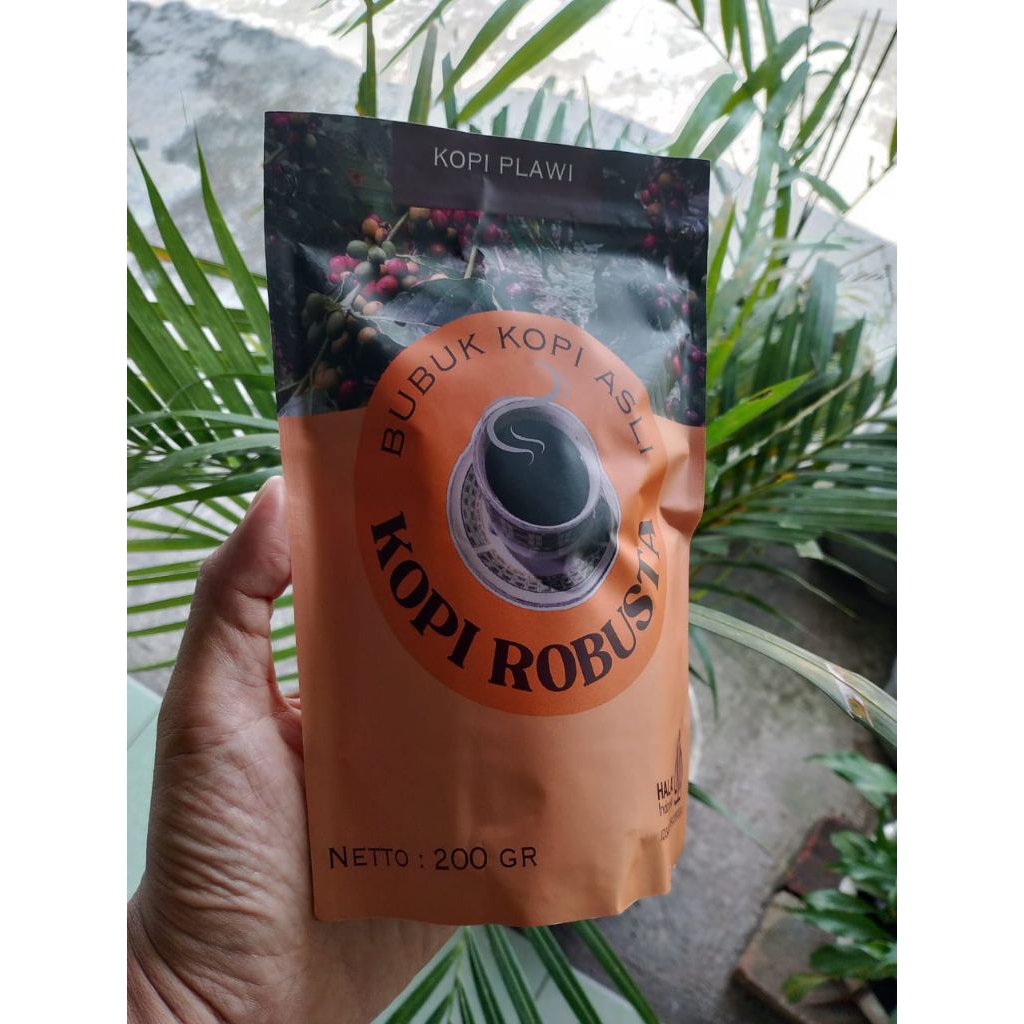 KOPI PLAWI
BUBUK KOPI ASLI
KOPI ROBUSTA
NETTO : 200 GR